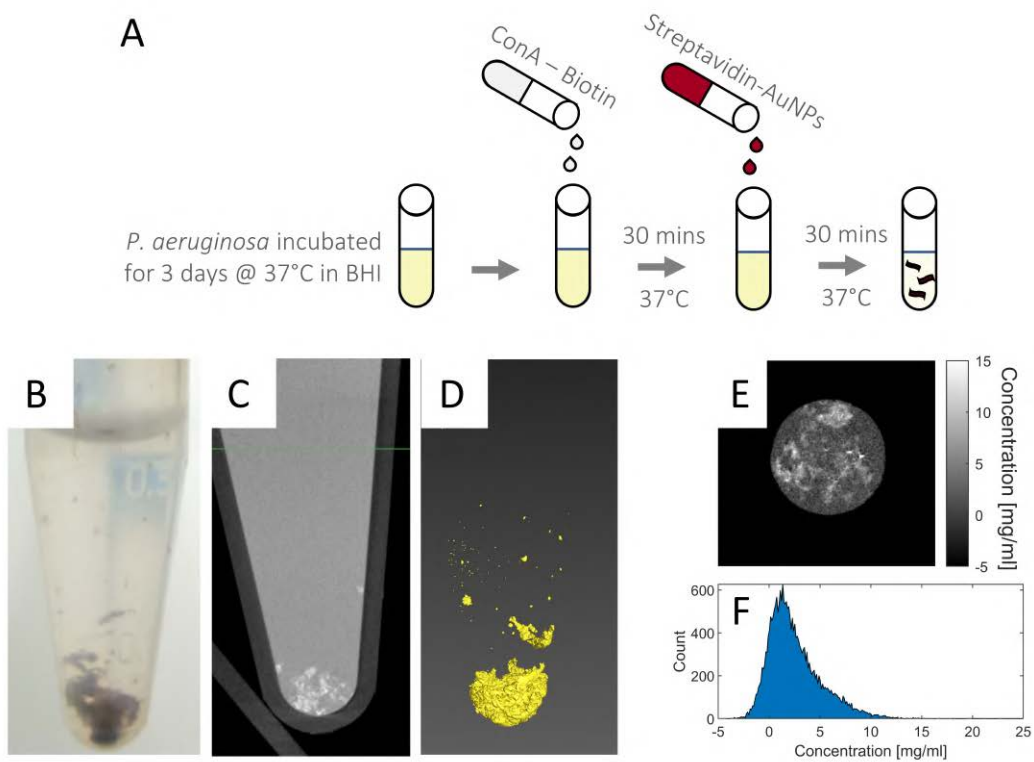 A
ConA – Biotin
Streptavidin-AuNPs
P. aeruginosa incubated
for 3 days @ 37°C in BHI
30 mins
37°C
30 mins
37°C
B
C
D
E
F
0.5
15
10
5
0
-5
Concentration [mg/ml]
600
400
200
0
Count
-5
0
5
10
15
20
25
Concentration [mg/ml]